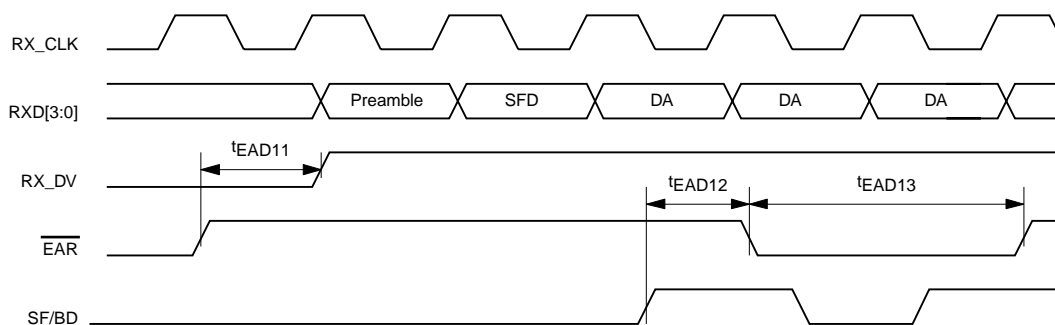 RX_CLK
RXD[3:0] Preamble SFD DA DA DA
tEAD11
RX_DV
tEAD12 tEAD13
EAR
SF/BD